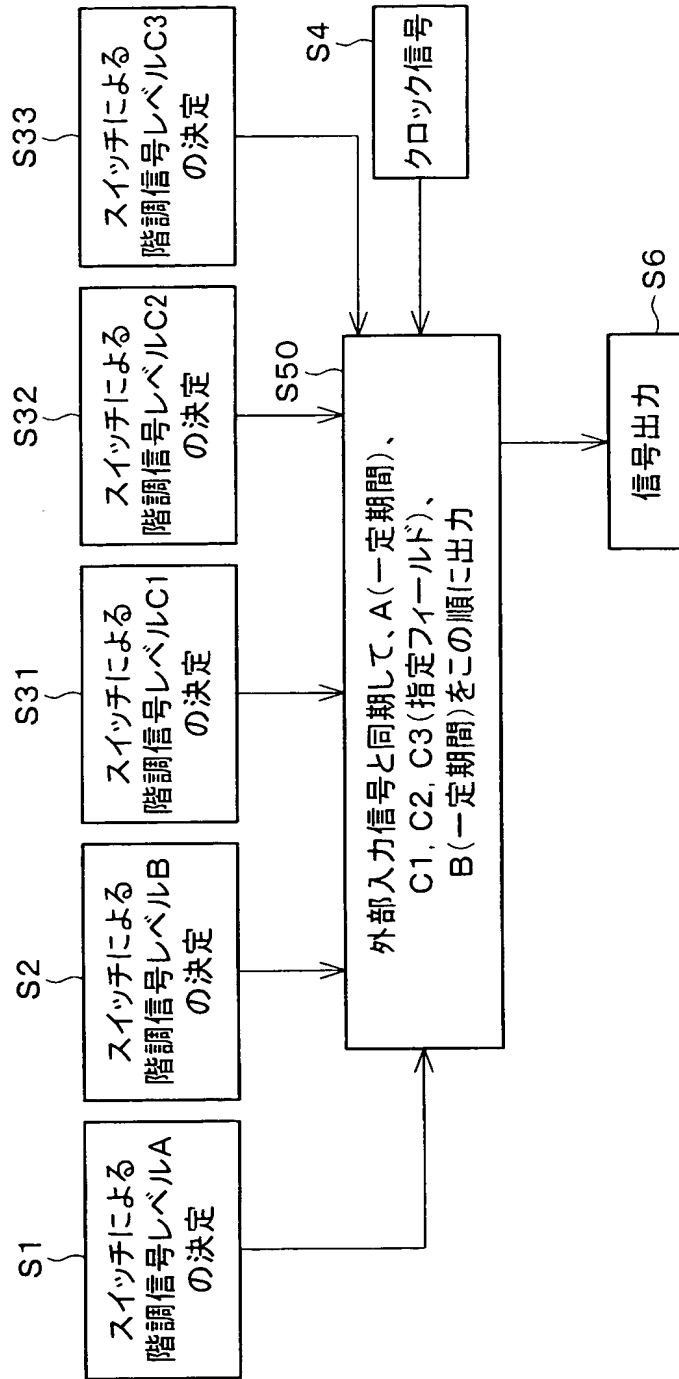 S1
スイッチによる
階調信号レベルA
の決定
S2
スイッチによる
階調信号レベルB
の決定
S31
スイッチによる
階調信号レベルC1
の決定
S32
スイッチによる
階調信号レベルC2
の決定
S33
スイッチによる
階調信号レベルC3
の決定
S4
クロック信号
S50
外部入力信号と同期して、A(一定期間)、
C1, C2, C3(指定フィールド)、
B(一定期間)をこの順に出力
S6
信号出力